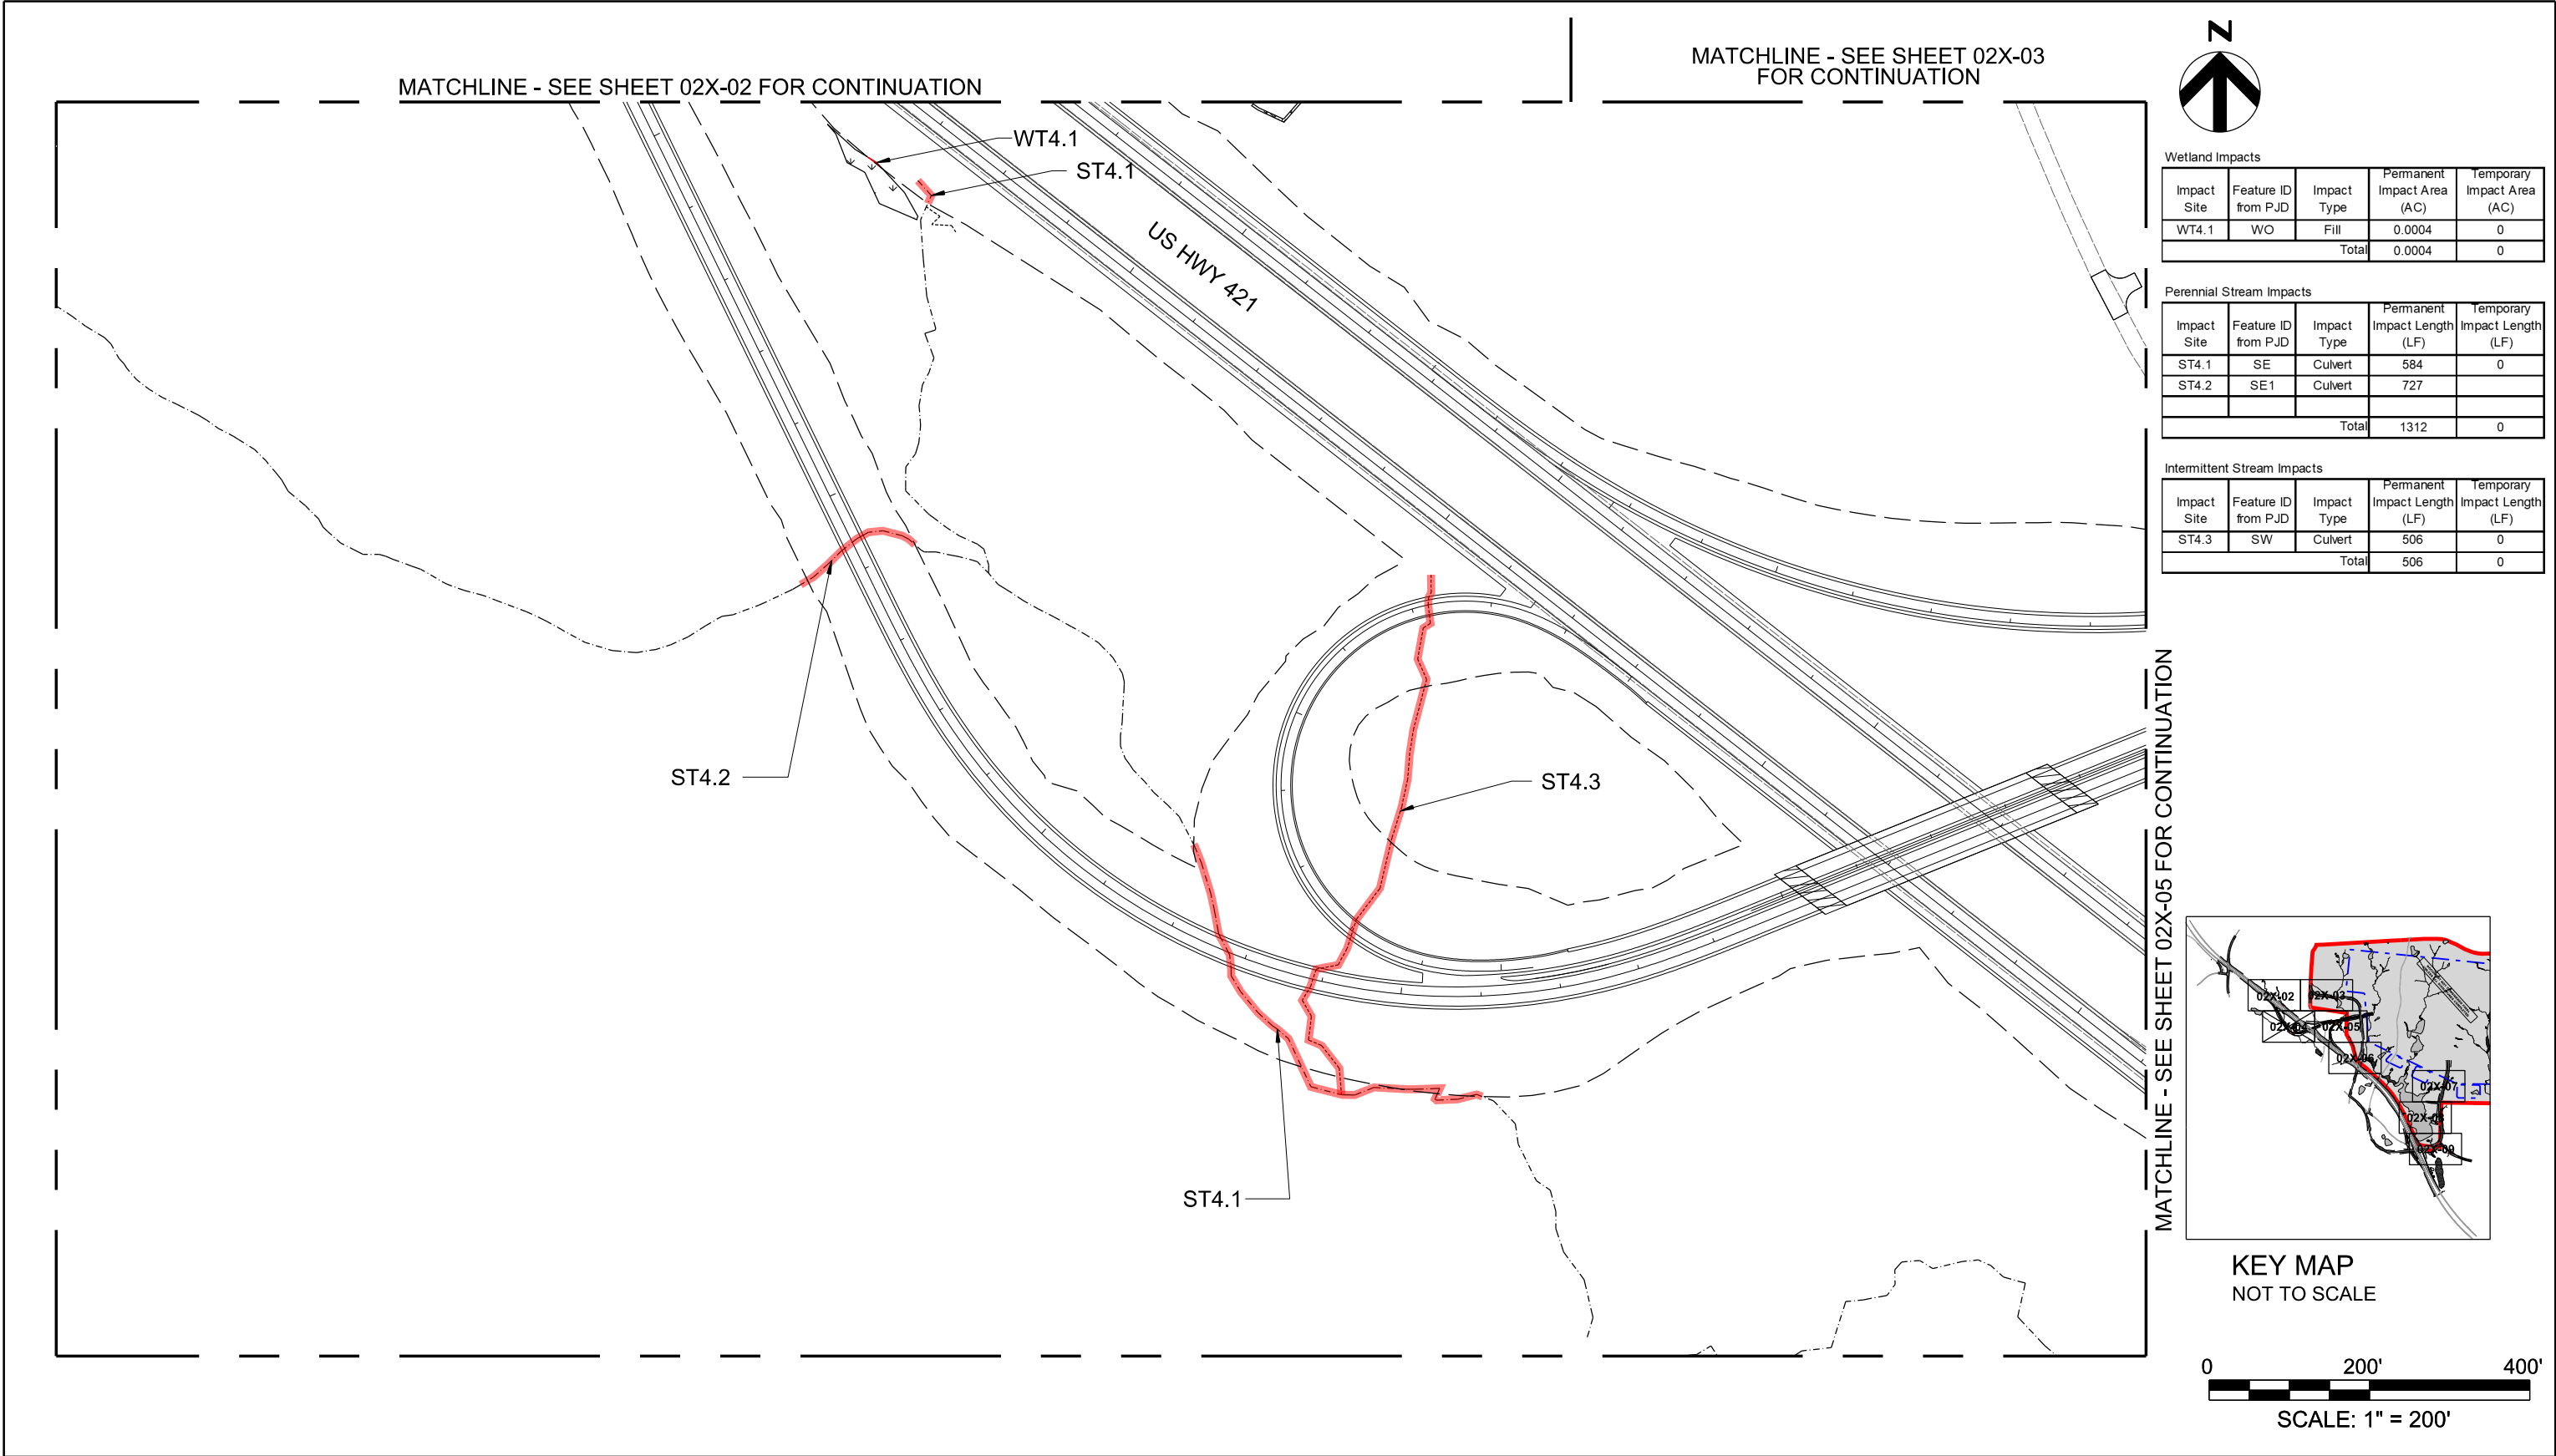 MATCHLINE - SEE SHEET 02X-02 FOR CONTINUATION
MATCHLINE - SEE SHEET 02X-03
FOR CONTINUATION
N
WT4.1
ST4.1
US HWY 421
ST4.2
ST4.3
ST4.1
MATCHLINE - SEE SHEET 02X-05 FOR CONTINUATION
Wetland Impacts
Impact Site Feature ID from PJD Impact Type Permanent Impact Area (AC) Temporary Impact Area (AC)
WT4.1 WO Fill 0.0004 0
Total 0.0004 0
Perennial Stream Impacts
Impact Site Feature ID from PJD Impact Type Permanent Impact Length (LF) Temporary Impact Length (LF)
ST4.1 SE Culvert 584 0
ST4.2 SE1 Culvert 727
Total 1312 0
Intermittent Stream Impacts
Impact Site Feature ID from PJD Impact Type Permanent Impact Length (LF) Temporary Impact Length (LF)
ST4.3 SW Culvert 506 0
Total 506 0
02X-02 02X-03
02X-04 02X-05
02X-06
02X-07
02X-08
02X-09
KEY MAP
NOT TO SCALE
0 200' 400'
SCALE: 1" = 200'